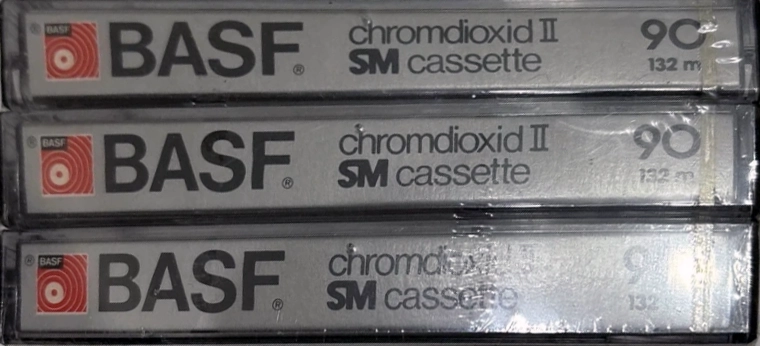 BASF BASF® chromdioxid II 90
SM cassette 132 m
® BASF BASF® chromdioxid II 90
SM cassette 132 m
® BASF BASF® chromdioxid
SM cassette 132